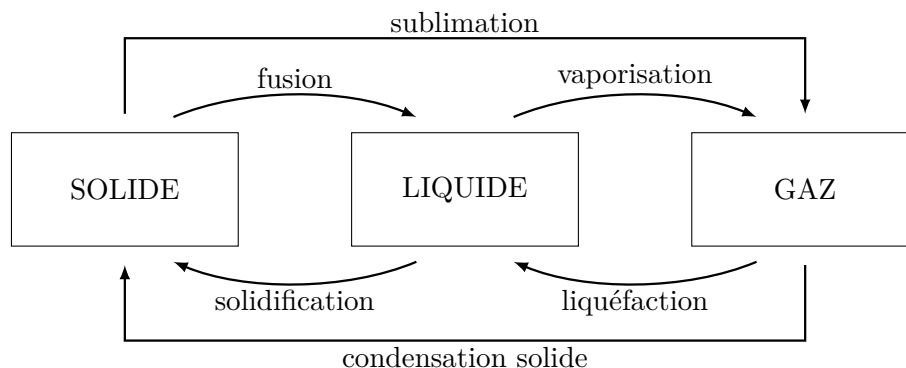 sublimation
fusion
vaporisation
SOLIDE
LIQUIDE
GAZ
solidification
liquéfaction
condensation solide